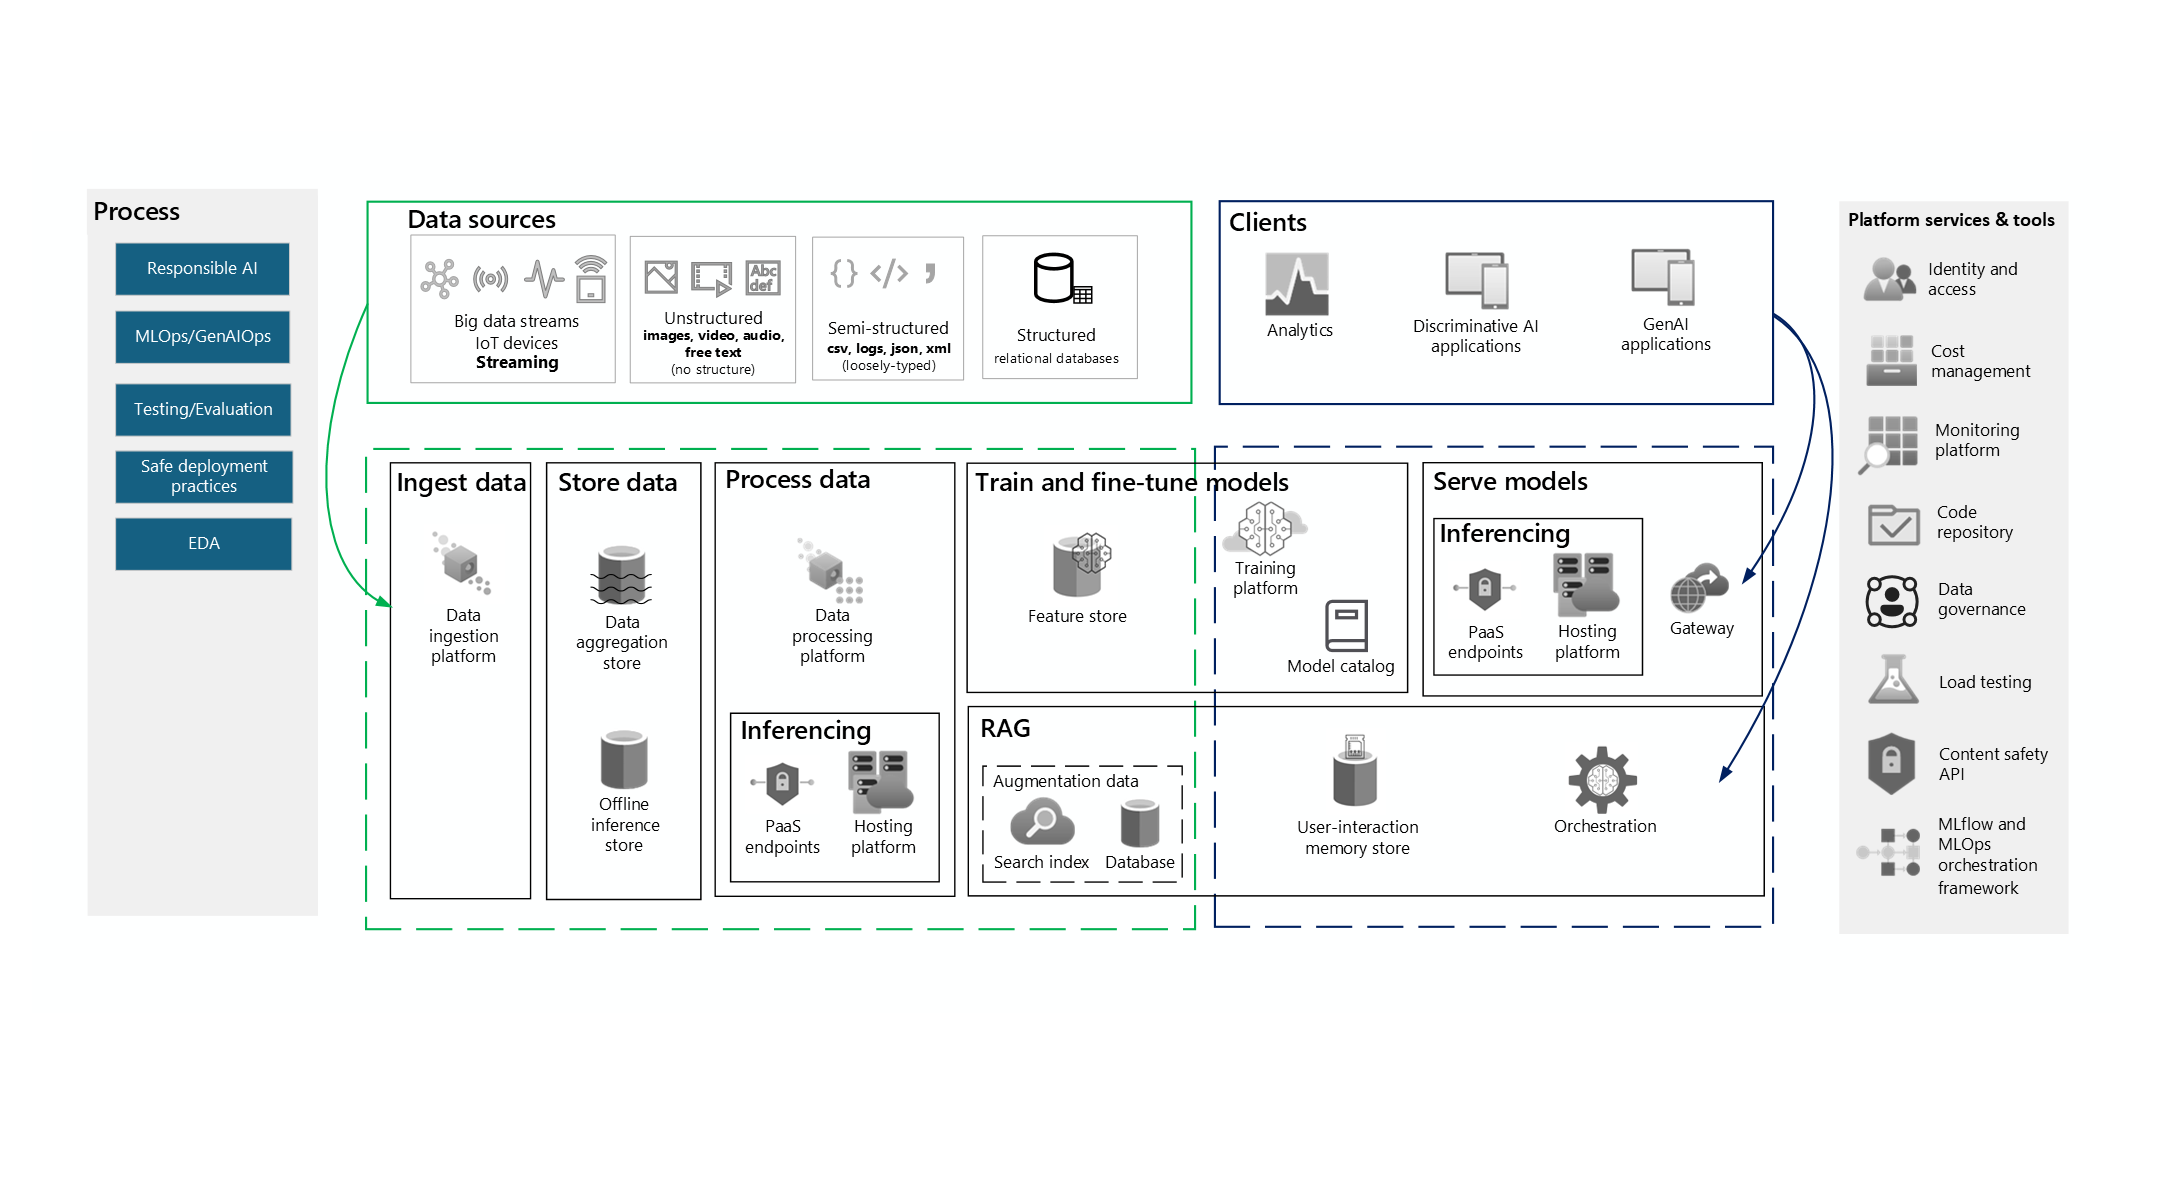 Process
Responsible AI
MLOps/GenAIOps
Testing/Evaluation
Safe deployment
practices
EDA
Data sources
Big data streams
IoT devices
Streaming
Abc
def
Unstructured
images, video, audio,
free text
(no structure)
{} </> ,
Semi-structured
csv, logs, json, xml
(loosely-typed)
Structured
relational databases
Clients
Analytics
Discriminative AI
applications
GenAI
applications
Ingest data
Data
ingestion
platform
Store data
Data
aggregation
store
Offline
inference
store
Process data
Data
processing
platform
Inferencing
PaaS
endpoints
Hosting
platform
Train and fine-tune models
Feature store
Training
platform
Model catalog
Serve models
Inferencing
PaaS
endpoints
Hosting
platform
Gateway
RAG
Augmentation data
Search index
Database
User-interaction
memory store
Orchestration
Platform services & tools
Identity and
access
Cost
management
Monitoring
platform
Code
repository
Data
governance
Load testing
Content safety
API
MLflow and
MLOps
orchestration
framework